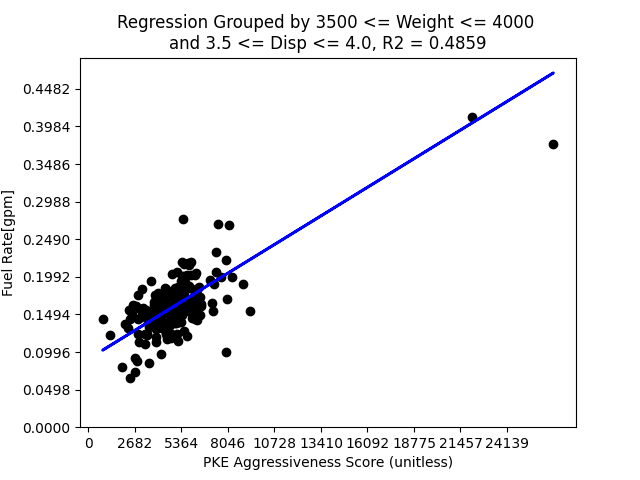 Regression Grouped by 3500 <= Weight <= 4000
and 3.5 <= Disp <= 4.0, R2 = 0.4859
Fuel Rate[gpm]
0.4482
0.3984
0.3486
0.2988
0.2490
0.1992
0.1494
0.0996
0.0498
0.0000
0 2682 5364 8046 10728 13410 16092 18775 21457 24139
PKE Aggressiveness Score (unitless)